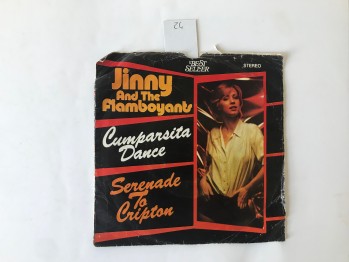 24
BEST
SELLER
STEREO
Jinny
And The
Flamboyants
Cumparsita
Dance
Serenade
To
Cripton